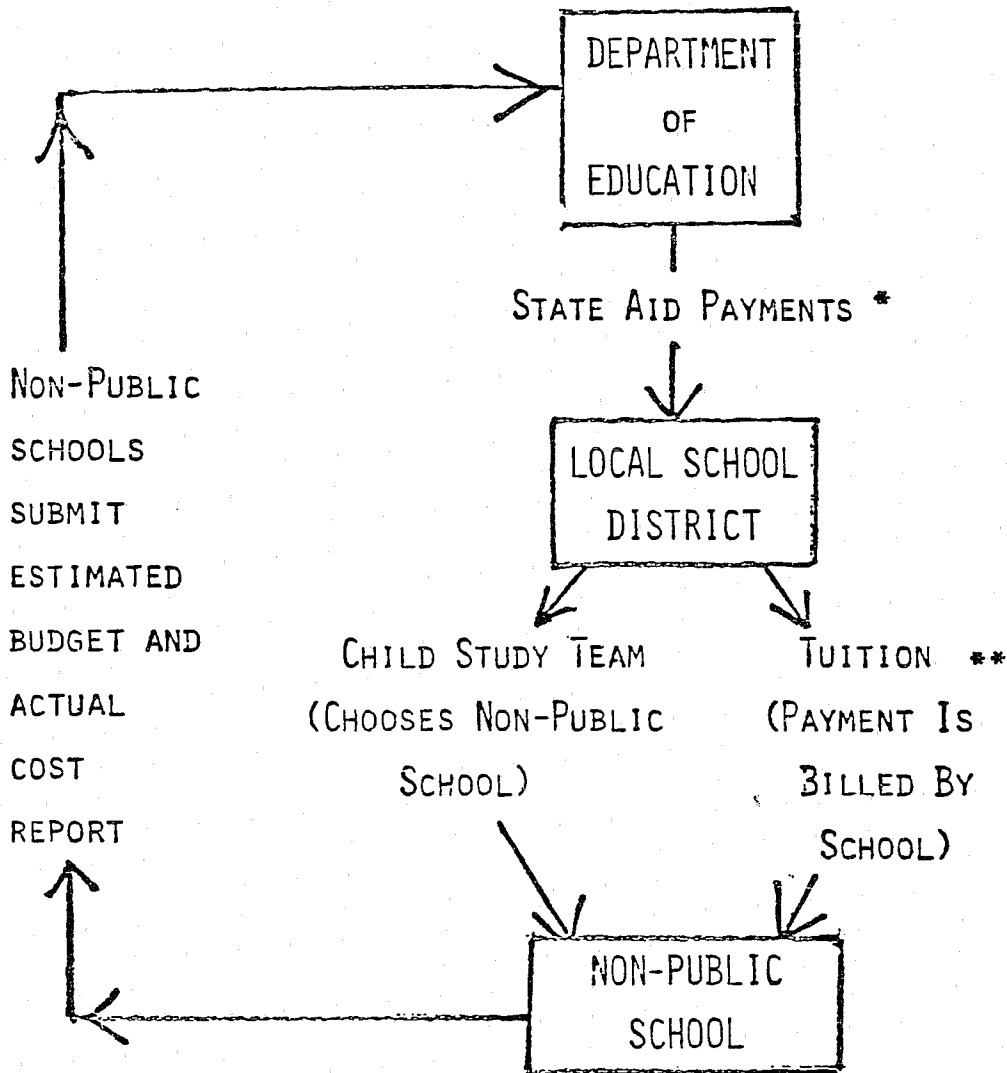 DEPARTMENT
OF
EDUCATION
STATE AID PAYMENTS *
NON-PUBLIC
SCHOOLS
SUBMIT
ESTIMATED
BUDGET AND
ACTUAL
COST
REPORT
LOCAL SCHOOL
DISTRICT
CHILD STUDY TEAM
(CHOOSES NON-PUBLIC
SCHOOL)
TUITION **
(PAYMENT IS
BILLED BY
SCHOOL)
NON-PUBLIC
SCHOOL